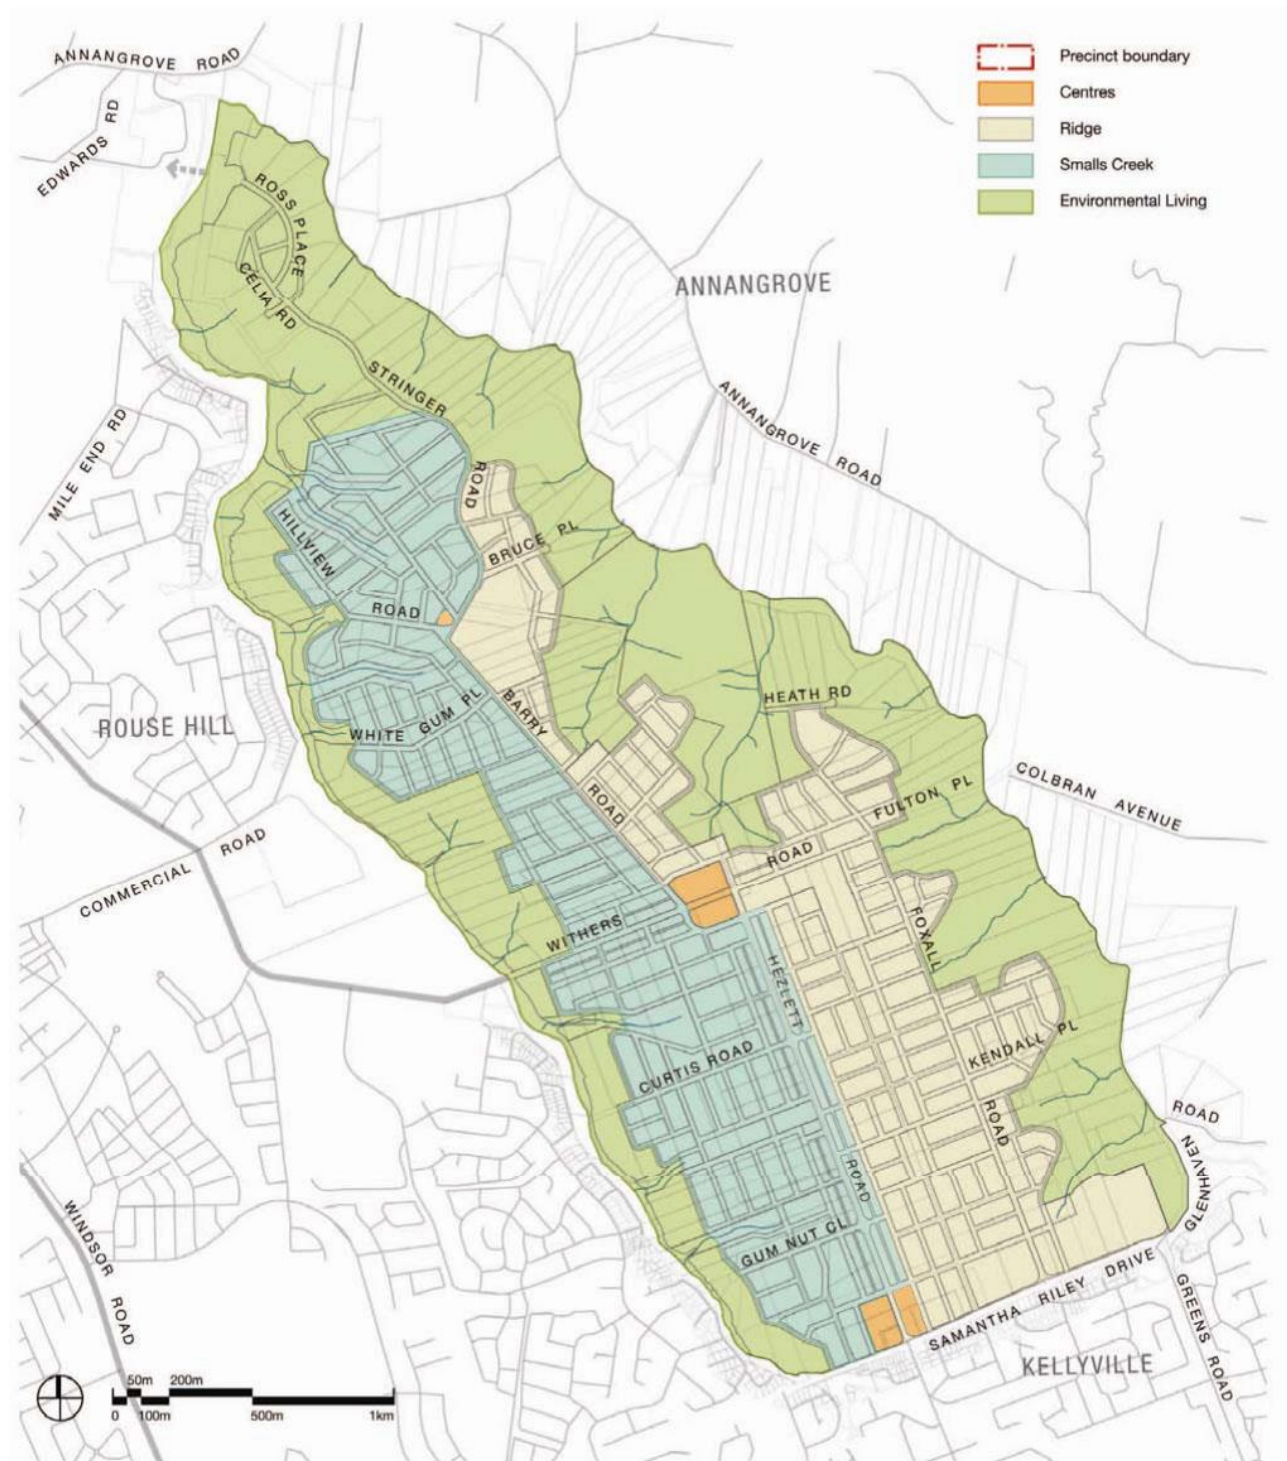 ANNANGROVE ROAD
EDWARDS RD
Precinct boundary
Centres
Ridge
Smalls Creek
Environmental Living
ROSS PLACE
CELIA RD
ANNANGROVE
STRINGER
ROAD
ANNANGROVE ROAD
MILE END RD
HILLVIEW
ROAD
BRUCE PL
BARRY
ROAD
WHITE GUM PL
ROUSE HILL
HEATH RD
FULTON PL
COLBRAN AVENUE
COMMERCIAL ROAD
WITHERS
ROAD
FOXALL
ROAD
HEZLETT
ROAD
CURTIS ROAD
KENDALL PL
GUM NUT CL
ROAD
GLENHAVEN
WINDSOR ROAD
SAMANTHA RILEY DRIVE
GREENS ROAD
KELLYVILLE
50m 200m
0 100m 500m 1km